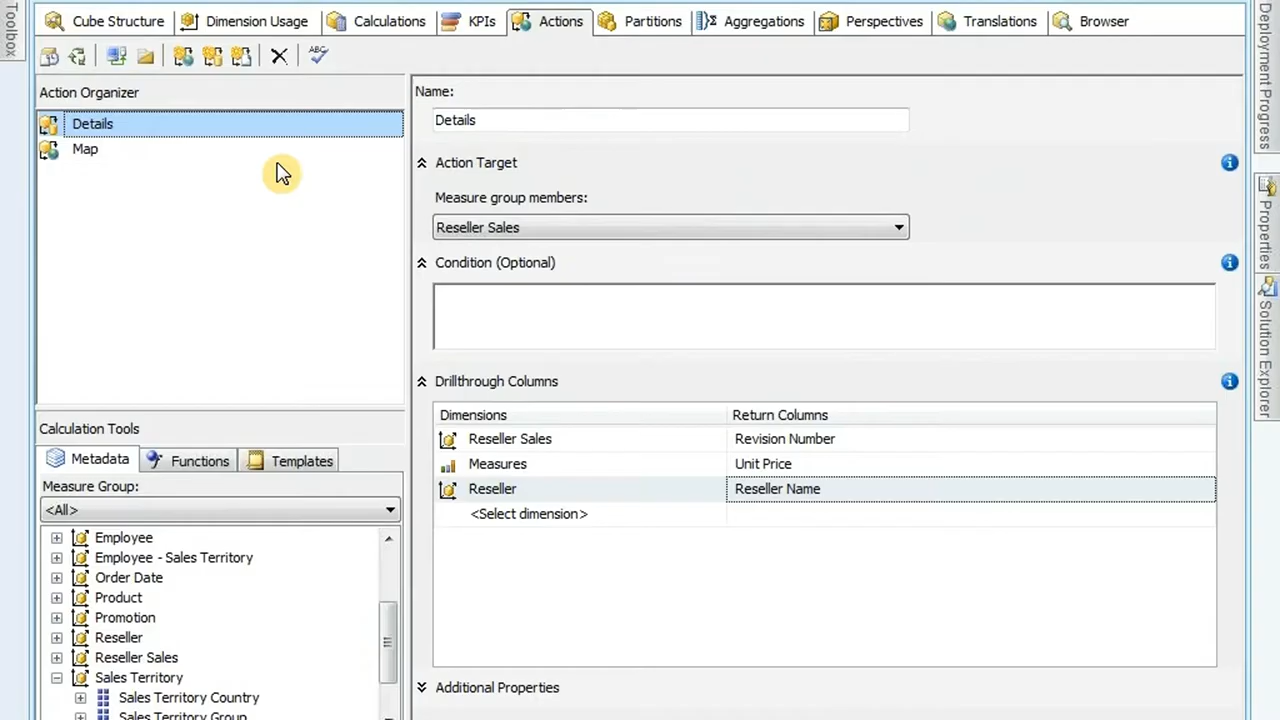 Toolbox
Cube Structure
Dimension Usage
Calculations
KPIs
Actions
Partitions
Aggregations
Perspectives
Translations
Browser
ABC
Action Organizer
Details
Map
Name:
Details
Action Target
Measure group members:
Reseller Sales
Condition (Optional)
Drillthrough Columns
Dimensions Return Columns
Reseller Sales Revision Number
Measures Unit Price
Reseller Reseller Name
<Select dimension>
Additional Properties
Calculation Tools
Metadata
Functions
Templates
Measure Group:
<All>
Employee
Employee - Sales Territory
Order Date
Product
Promotion
Reseller
Reseller Sales
Sales Territory
Sales Territory Country
Sales Territory Group
Deployment Progress
Properties
Solution Explorer